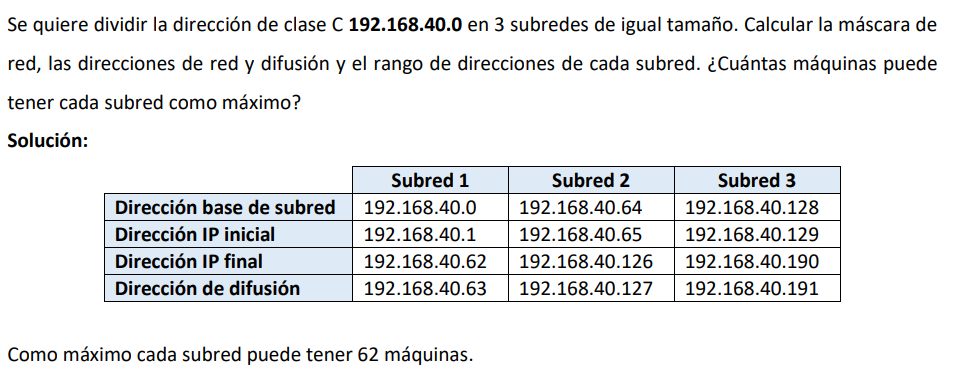 Se quiere dividir la dirección de clase C 192.168.40.0 en 3 subredes de igual tamaño. Calcular la máscara de
red, las direcciones de red y difusión y el rango de direcciones de cada subred. ¿Cuántas máquinas puede
tener cada subred como máximo?
Solución:
Subred 1 Subred 2 Subred 3
Dirección base de subred 192.168.40.0 192.168.40.64 192.168.40.128
Dirección IP inicial 192.168.40.1 192.168.40.65 192.168.40.129
Dirección IP final 192.168.40.62 192.168.40.126 192.168.40.190
Dirección de difusión 192.168.40.63 192.168.40.127 192.168.40.191
Como máximo cada subred puede tener 62 máquinas.